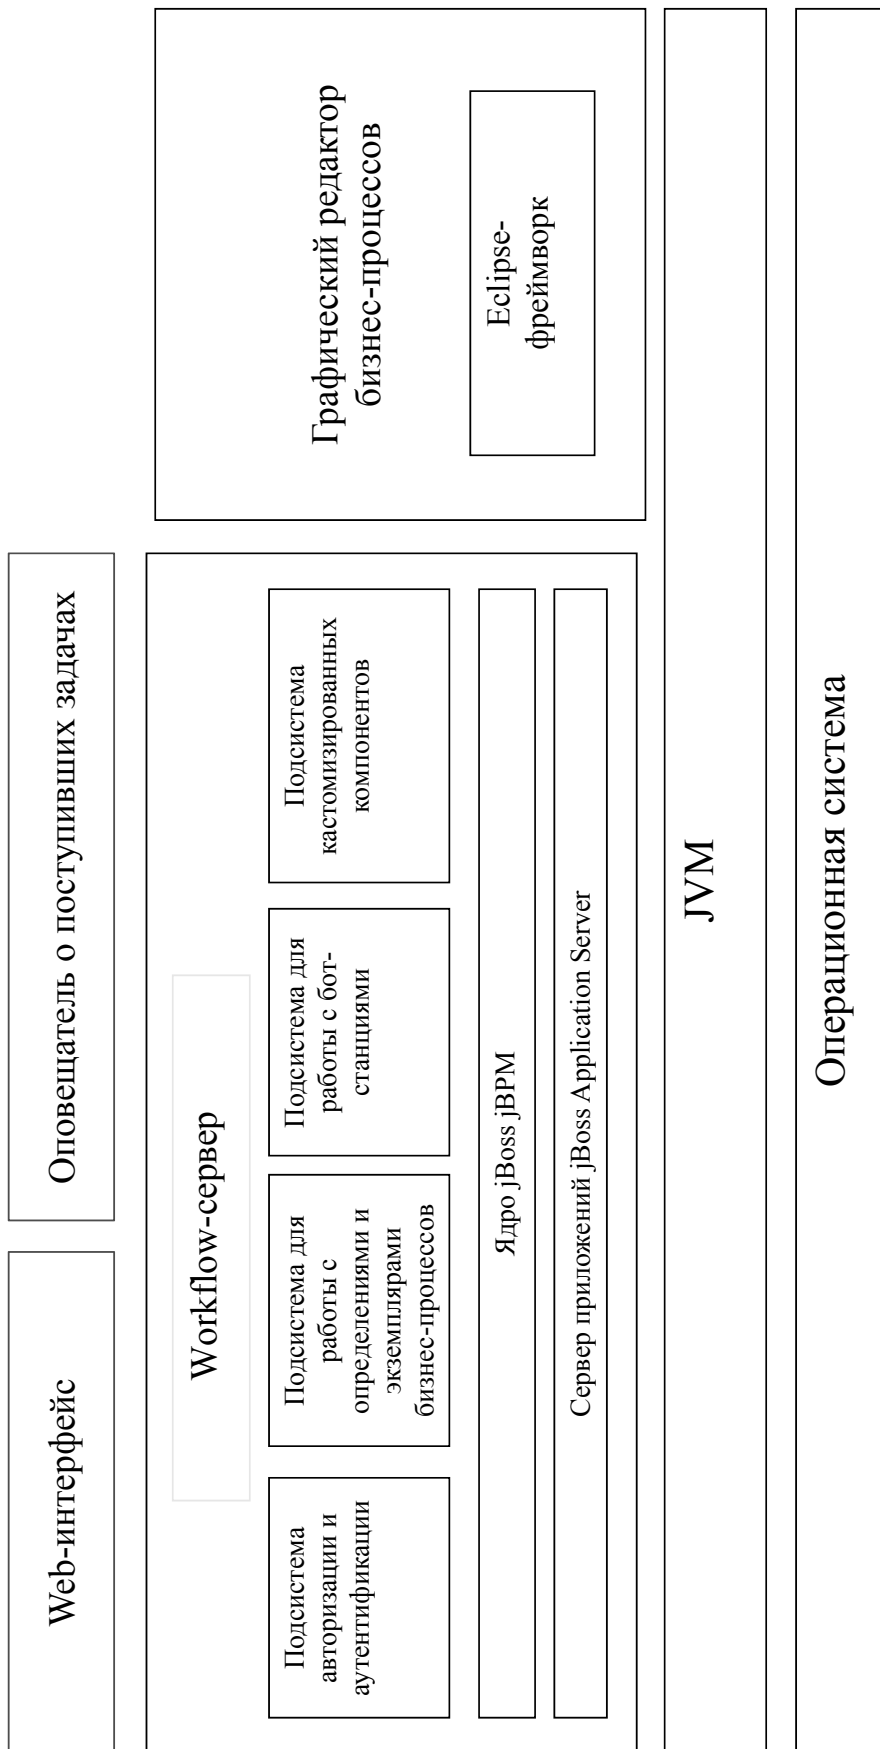 Web-интерфейс
Оповещатель о поступивших задачах
Workflow-сервер
Подсистема
авторизации и
аутентификации
Подсистема для
работы с
определениями и
экземплярами
бизнес-процессов
Подсистема для
работы с бот-
станциями
Подсистема
кастомизированных
компонентов
Ядро jBoss jBPM
Сервер приложений jBoss Application Server
Графический редактор
бизнес-процессов
Eclipse-
фреймворк
JVM
Операционная система